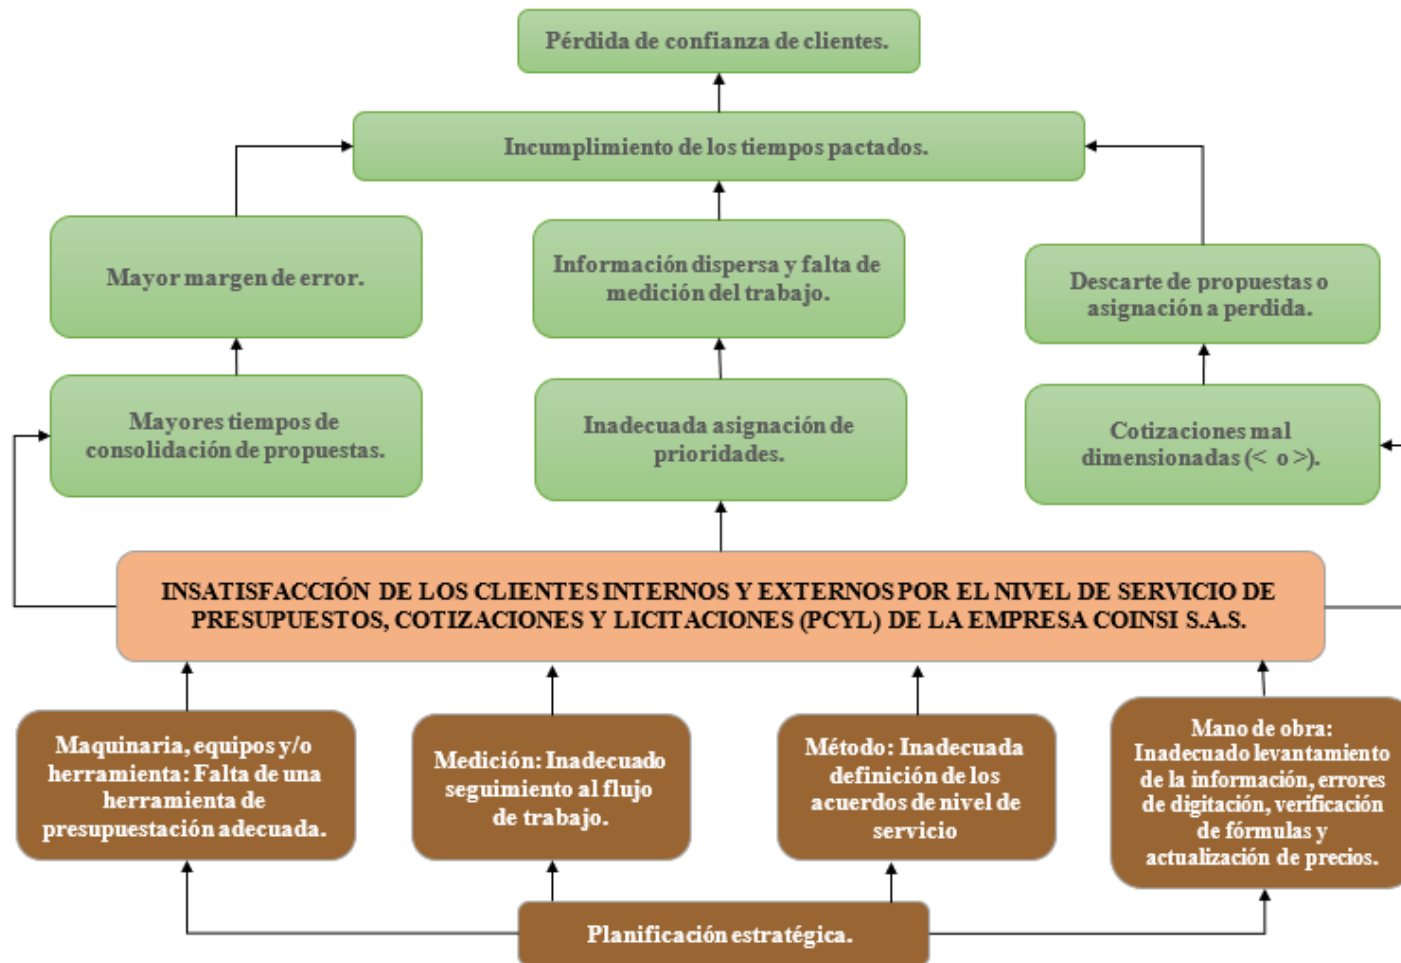 Pérdida de confianza de clientes.
Incumplimiento de los tiempos pactados.
Mayor margen de error.
Información dispersa y falta de
medición del trabajo.
Descarte de propuestas o
asignación a perdida.
Mayores tiempos de
consolidación de propuestas.
Inadecuada asignación de
prioridades.
Cotizaciones mal
dimensionadas (< o >).
INSATISFACCIÓN DE LOS CLIENTES INTERNOS Y EXTERNOS POR EL NIVEL DE SERVICIO DE
PRESUPUESTOS, COTIZACIONES Y LICITACIONES (PCYL) DE LA EMPRESA COINSI S.A.S.
Maquinaria, equipos y/o
herramienta: Falta de una
herramienta de
presupuestación adecuada.
Medición: Inadecuado
seguimiento al flujo
de trabajo.
Método: Inadecuada
definición de los
acuerdos de nivel de
servicio
Mano de obra:
Inadecuado levantamiento
de la información, errores
de digitación, verificación
de fórmulas y
actualización de precios.
Planificación estratégica.